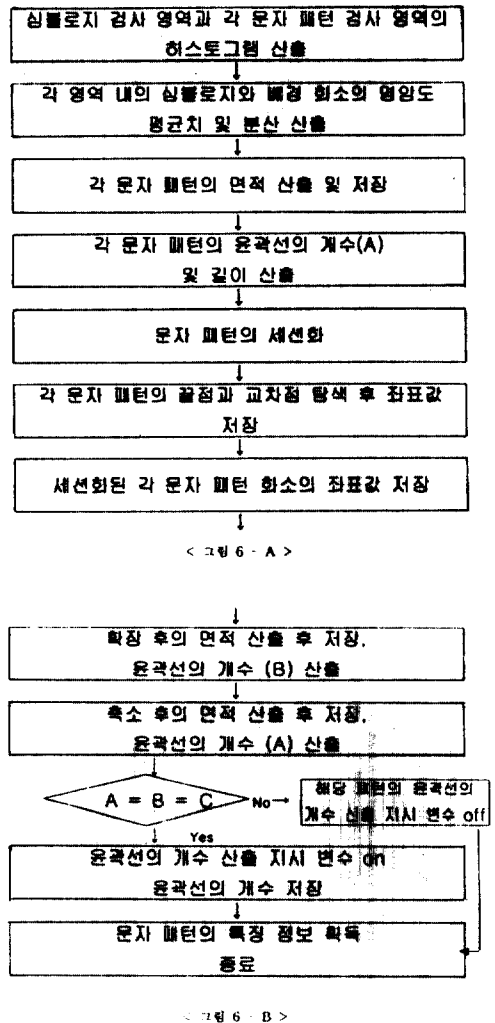 심볼로지 검사 영역과 각 문자 패턴 검사 영역의
히스토그램 산출
각 영역 내의 심볼로지와 배경 화소의 명암도
평균치 및 분산 산출
각 문자 패턴의 면적 산출 및 저장
각 문자 패턴의 윤곽선의 개수(A)
및 길이 산출
문자 패턴의 세션화
각 문자 패턴의 끝점과 교차점 탐색 후 좌표값
저장
세션화된 각 문자 패턴 화소의 좌표값 저장
< 그림 6 - A >
확장 후의 면적 산출 후 저장,
윤곽선의 개수 (B) 산출
축소 후의 면적 산출 후 저장,
윤곽선의 개수 (A) 산출
A = B = C
No
해당 패턴의 윤곽선의
개수 산출 지시 변수 off
Yes
윤곽선의 개수 산출 지시 변수 on
윤곽선의 개수 저장
문자 패턴의 특징 정보 획득
종료
< 그림 6 - B >